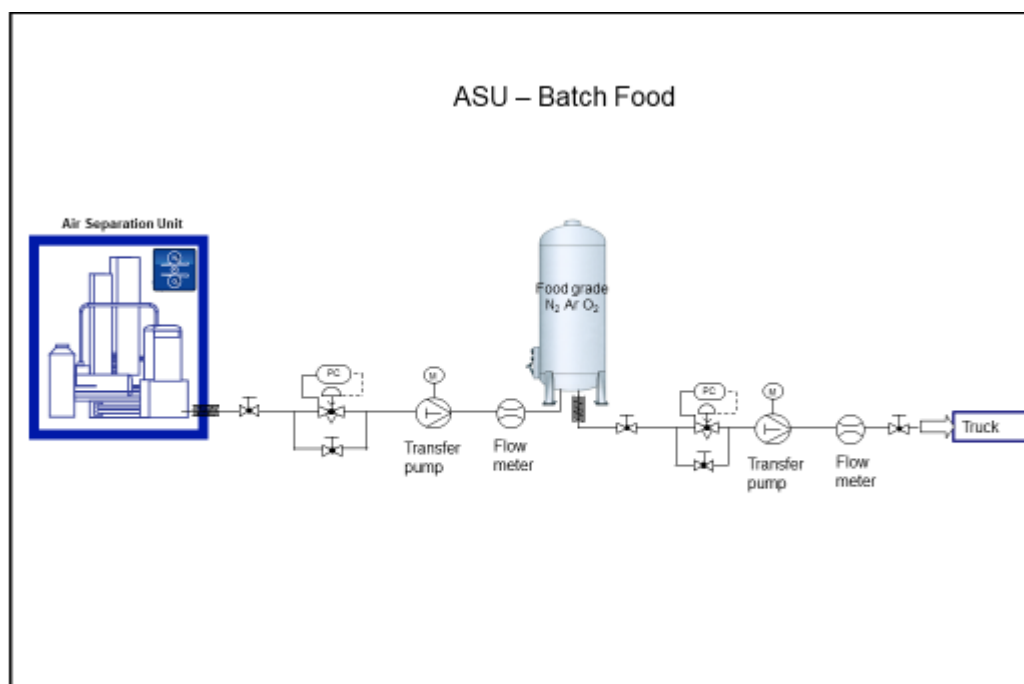 ASU – Batch Food
Air Separation Unit
Food grade
N₂ Ar O₂
PC
M
Transfer
pump
Flow
meter
PC
M
Transfer
pump
Flow
meter
Truck